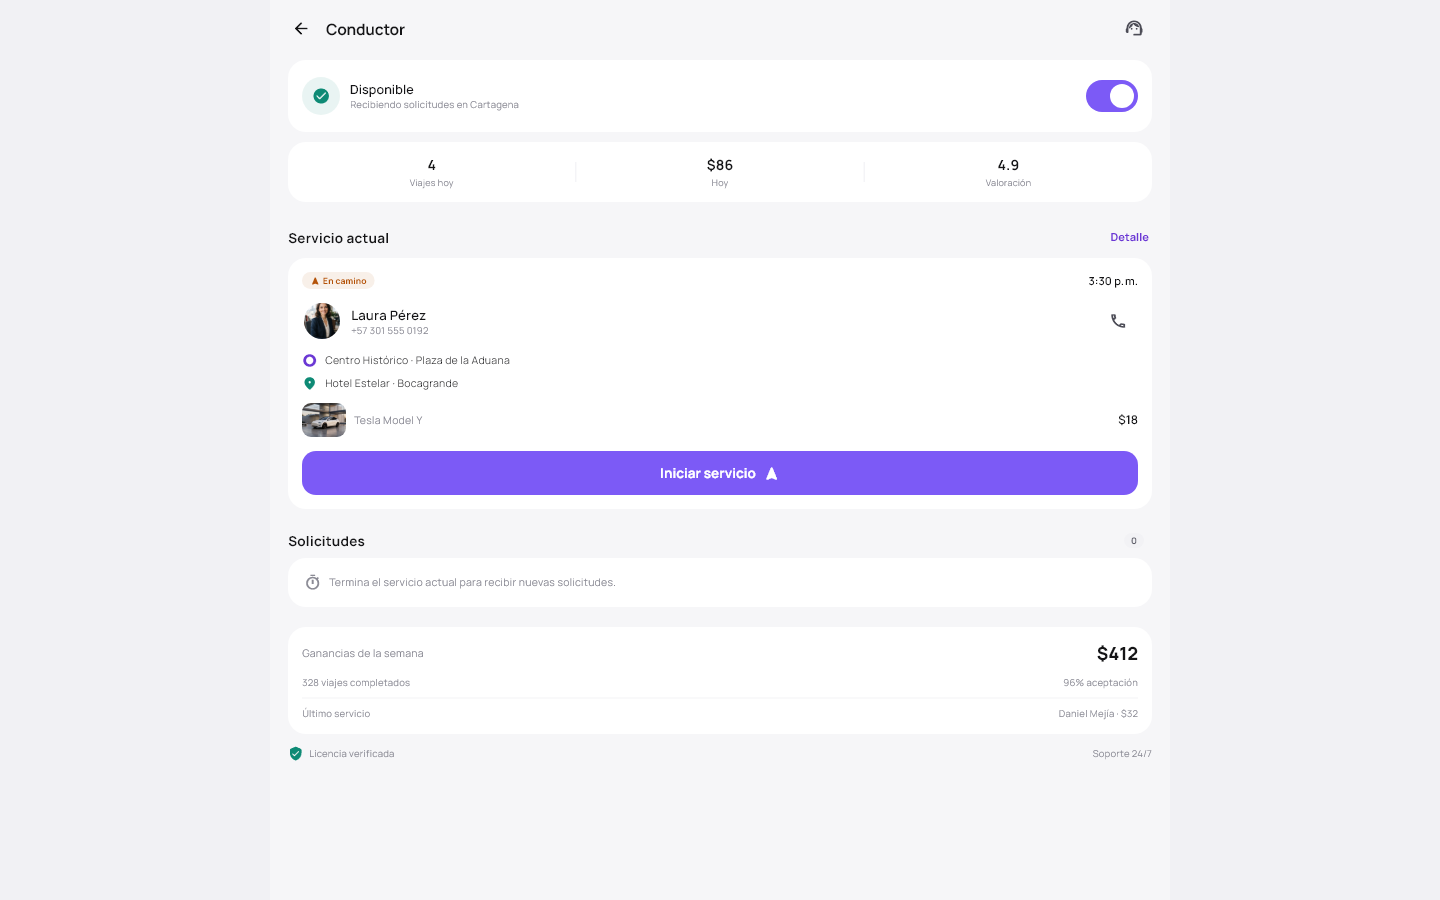 Conductor
Disponible
Recibiendo solicitudes en Cartagena
4
Viajes hoy
$86
Hoy
4.9
Valoración
Servicio actual
Detalle
En camino
3:30 p.m.
Laura Pérez
+57 301 555 0192
Centro Histórico · Plaza de la Aduana
Hotel Estelar · Bocagrande
Tesla Model Y
$18
Iniciar servicio
Solicitudes
0
Termina el servicio actual para recibir nuevas solicitudes.
Ganancias de la semana
$412
328 viajes completados
96% aceptación
Último servicio
Daniel Mejía · $32
Licencia verificada
Soporte 24/7